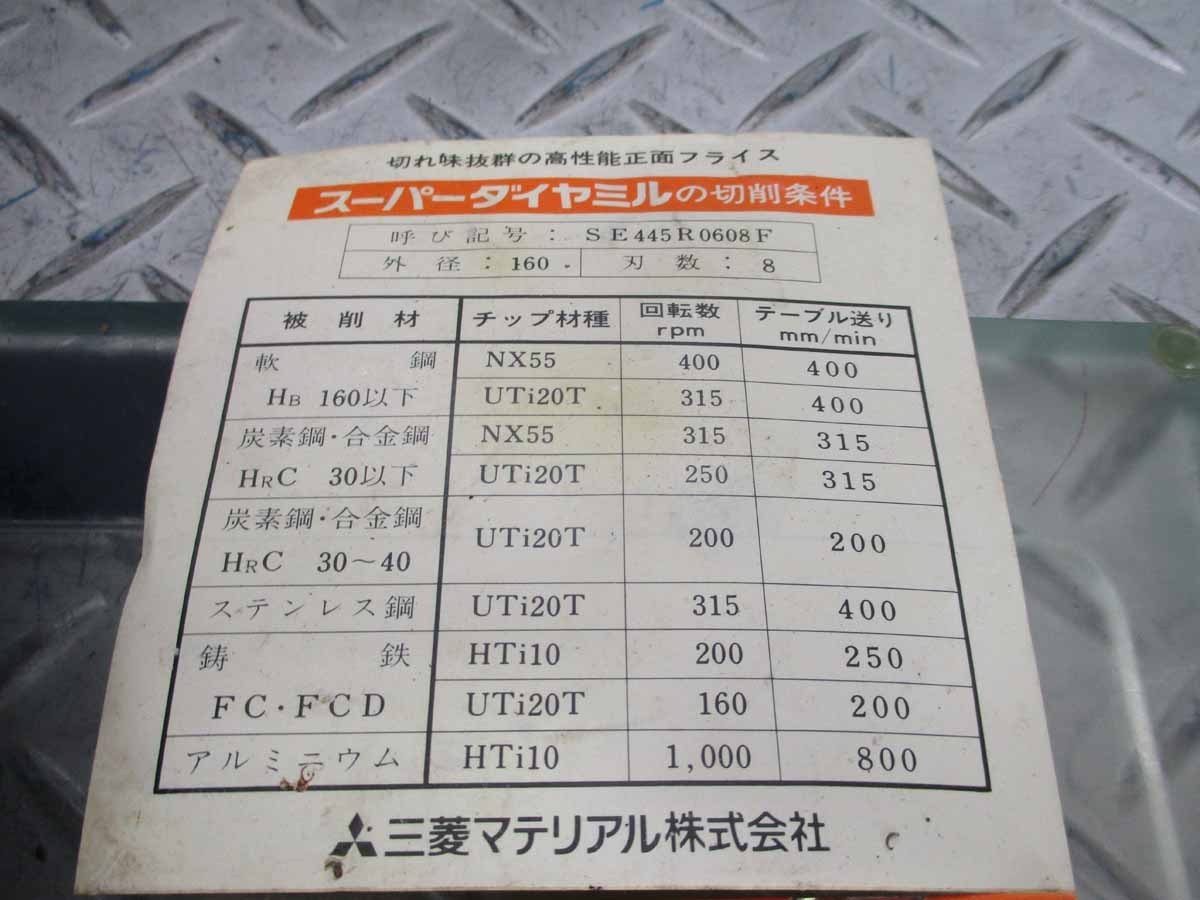 切れ味抜群の高性能正面フライス
スーパーダイヤミルの切削条件
呼び記号: SE445R0608F
外径: 160 刃数: 8
被削材 チップ材種 回転数 rpm テーブル送り mm/min
軟鋼 NX55 400 400
HB 160以下 UTi20T 315 400
炭素鋼・合金鋼 NX55 315 315
HRC 30以下 UTi20T 250 315
炭素鋼・合金鋼
HRC 30～40 UTi20T 200 200
ステンレス鋼 UTi20T 315 400
鋳鉄 HTi10 200 250
FC・FCD UTi20T 160 200
アルミニウム HTi10 1,000 800
三菱マテリアル株式会社